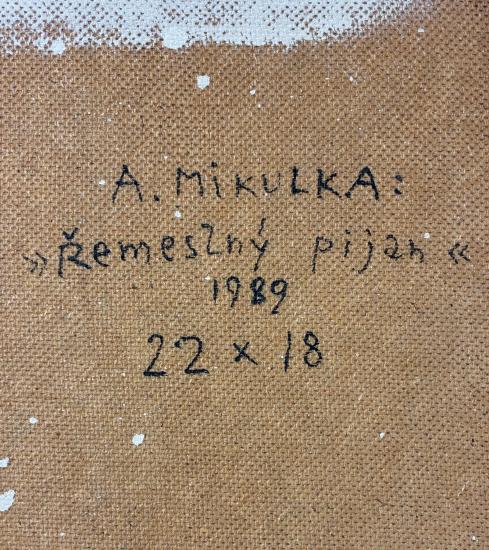 A. MiKULKA:
»Řemeslný pijan«
1989
22 x 18